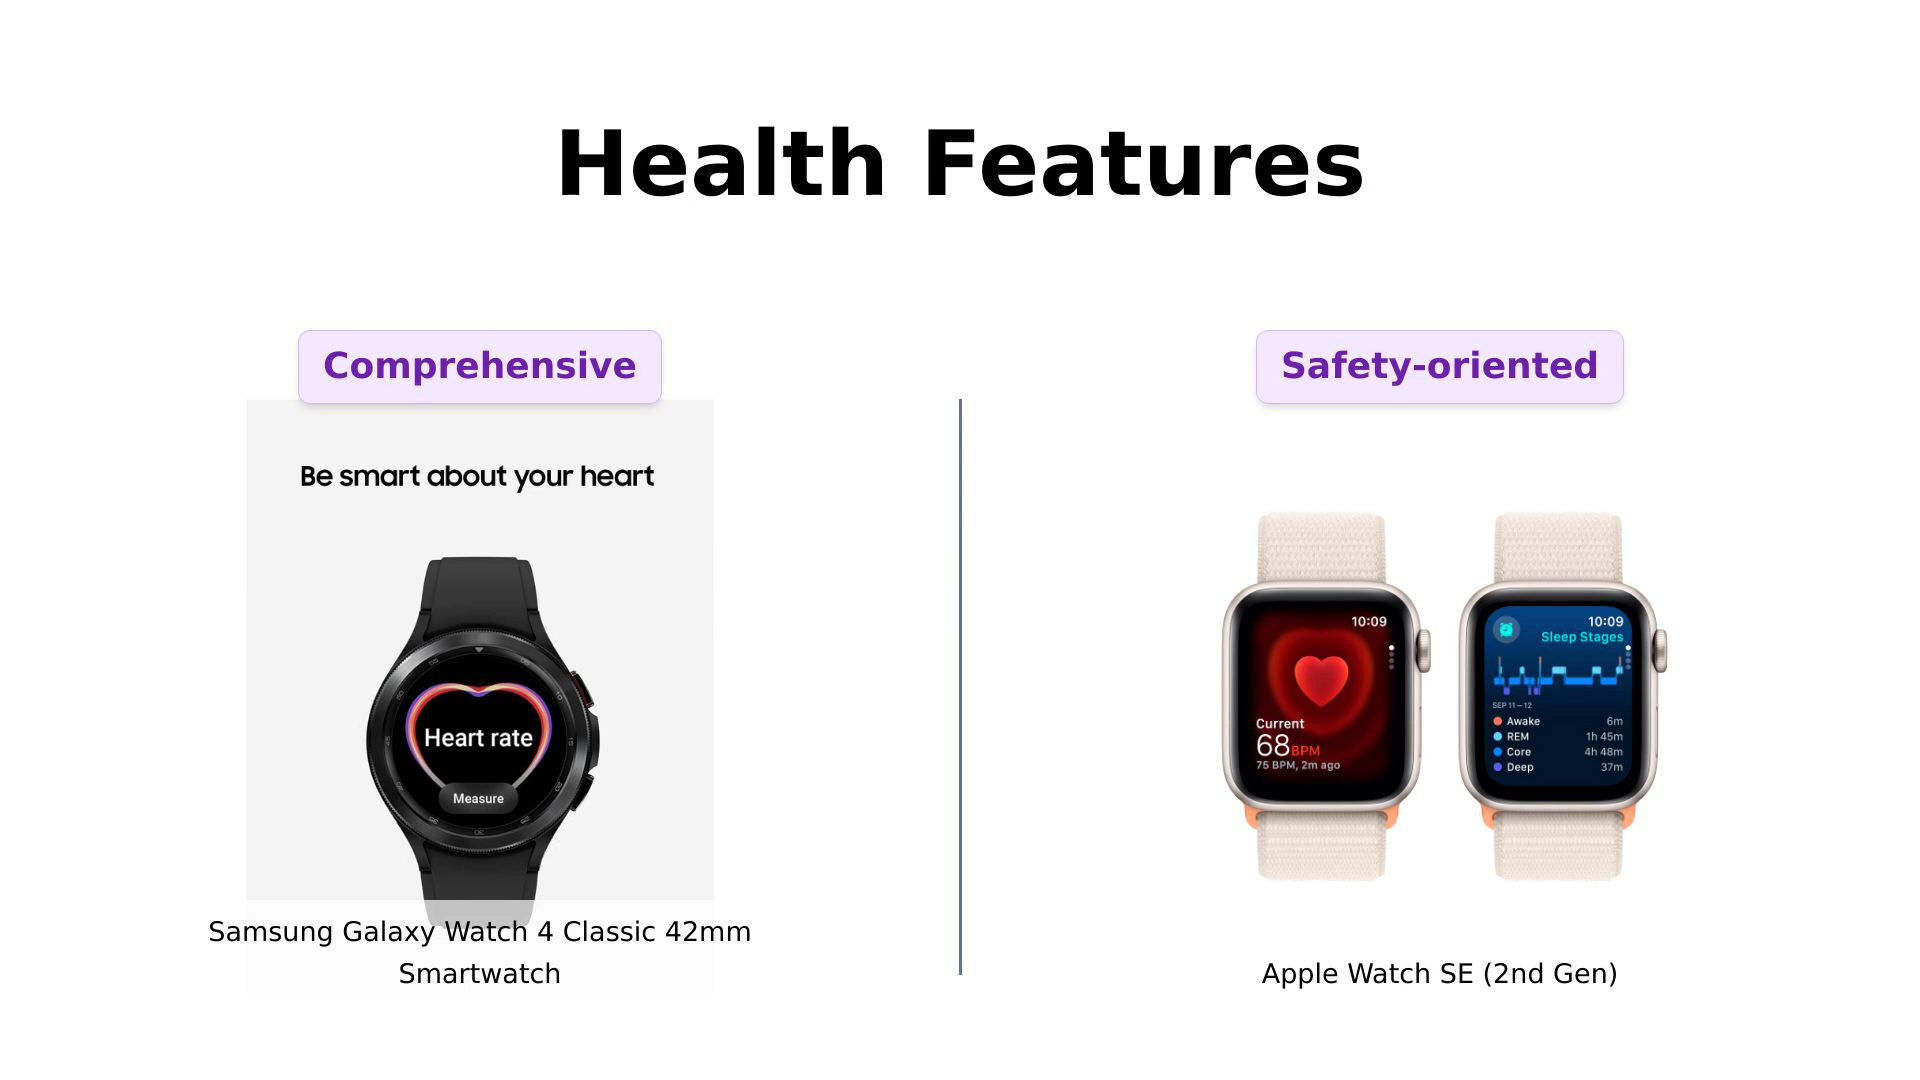 Health Features
Comprehensive
Be smart about your heart
Heart rate
Measure
Samsung Galaxy Watch 4 Classic 42mm
Smartwatch
Safety-oriented
10:09
Current
68BPM
75 BPM, 2m ago
10:09
Sleep Stages
SEP 11–12
Awake 6m
REM 1h 45m
Core 4h 48m
Deep 37m
Apple Watch SE (2nd Gen)